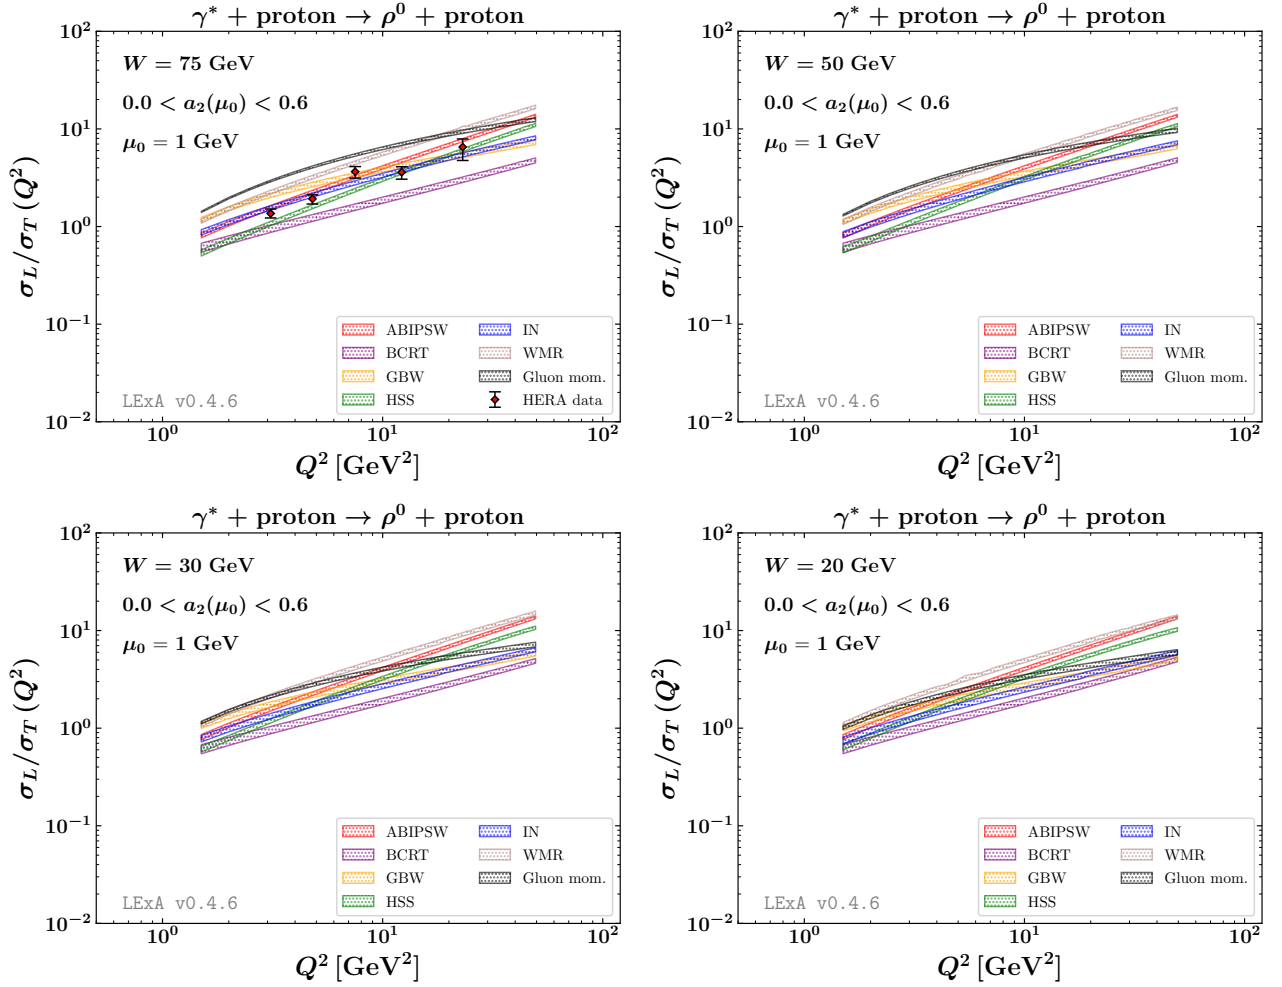 γ* + proton → ρ⁰ + proton
10²
10¹
10⁰
10⁻¹
10⁻²
σ_L/σ_T (Q²)
W = 75 GeV
0.0 < a₂(μ₀) < 0.6
μ₀ = 1 GeV
ABIPSW
BCRT
GBW
HSS
IN
WMR
Gluon mom.
HERA data
LExA v0.4.6
10⁰ 10¹ 10²
Q² [GeV²]
γ* + proton → ρ⁰ + proton
10²
10¹
10⁰
10⁻¹
10⁻²
σ_L/σ_T (Q²)
W = 50 GeV
0.0 < a₂(μ₀) < 0.6
μ₀ = 1 GeV
ABIPSW
BCRT
GBW
HSS
IN
WMR
Gluon mom.
LExA v0.4.6
10⁰ 10¹ 10²
Q² [GeV²]
γ* + proton → ρ⁰ + proton
10²
10¹
10⁰
10⁻¹
10⁻²
σ_L/σ_T (Q²)
W = 30 GeV
0.0 < a₂(μ₀) < 0.6
μ₀ = 1 GeV
ABIPSW
BCRT
GBW
HSS
IN
WMR
Gluon mom.
LExA v0.4.6
10⁰ 10¹ 10²
Q² [GeV²]
γ* + proton → ρ⁰ + proton
10²
10¹
10⁰
10⁻¹
10⁻²
σ_L/σ_T (Q²)
W = 20 GeV
0.0 < a₂(μ₀) < 0.6
μ₀ = 1 GeV
ABIPSW
BCRT
GBW
HSS
IN
WMR
Gluon mom.
LExA v0.4.6
10⁰ 10¹ 10²
Q² [GeV²]